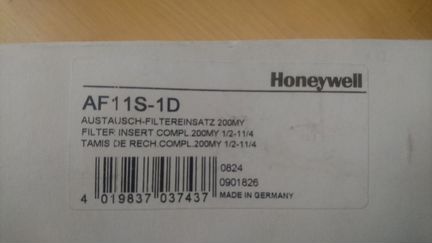 Honeywell
AF11S-1D
AUSTAUSCH-FILTEREINSATZ 200MY
FILTER INSERT COMPL.200MY 1/2-11/4
TAMIS DE RECH.COMPL.200MY 1/2-11/4
0824
0901826
MADE IN GERMANY
4 019837 037437